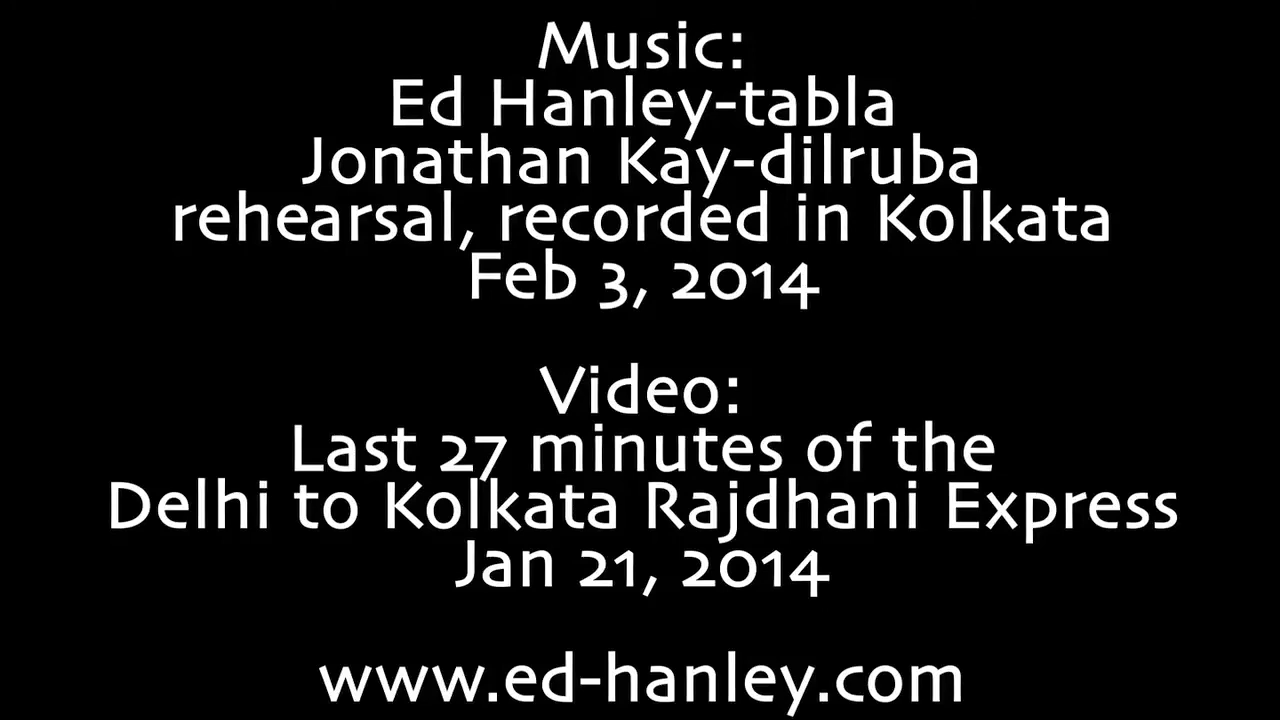 Music:
Ed Hanley-tabla
Jonathan Kay-dilruba
rehearsal, recorded in Kolkata
Feb 3, 2014
Video:
Last 27 minutes of the
Delhi to Kolkata Rajdhani Express
Jan 21, 2014
www.ed-hanley.com